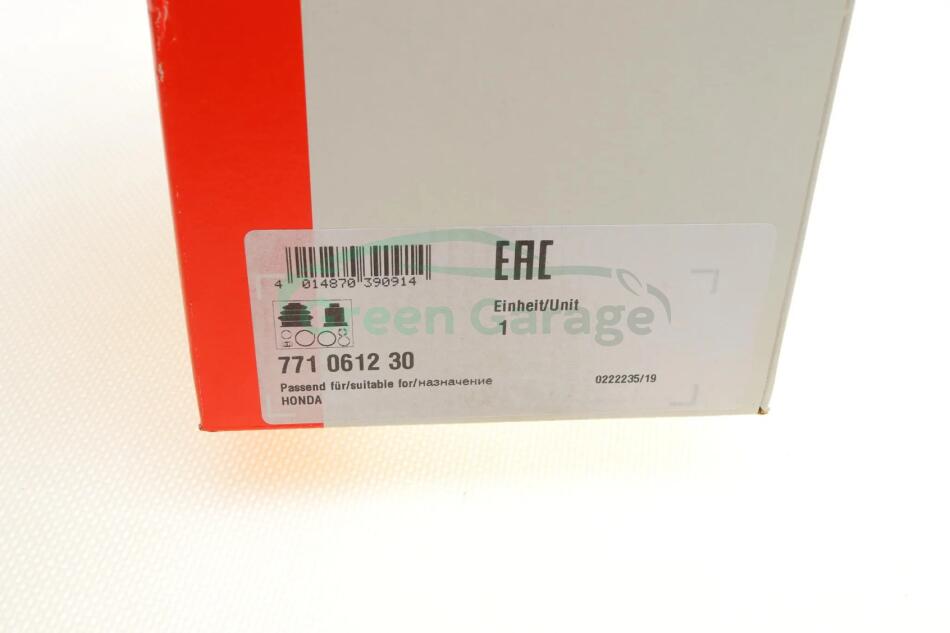 4 014870 390914
EAC
Einheit/Unit
1
Green Garage
771 0612 30
Passend für/suitable for/назначение
HONDA
0222235/19